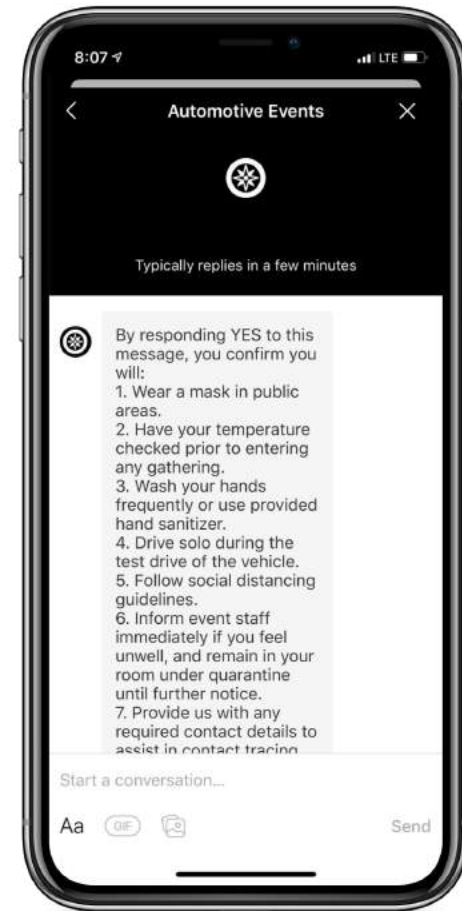 8:07
LTE
Automotive Events
Typically replies in a few minutes
By responding YES to this
message, you confirm you
will:
1. Wear a mask in public
areas.
2. Have your temperature
checked prior to entering
any gathering.
3. Wash your hands
frequently or use provided
hand sanitizer.
4. Drive solo during the
test drive of the vehicle.
5. Follow social distancing
guidelines.
6. Inform event staff
immediately if you feel
unwell, and remain in your
room under quarantine
until further notice.
7. Provide us with any
required contact details to
assist in contact tracing
Start a conversation...
Aa
GIF
Send